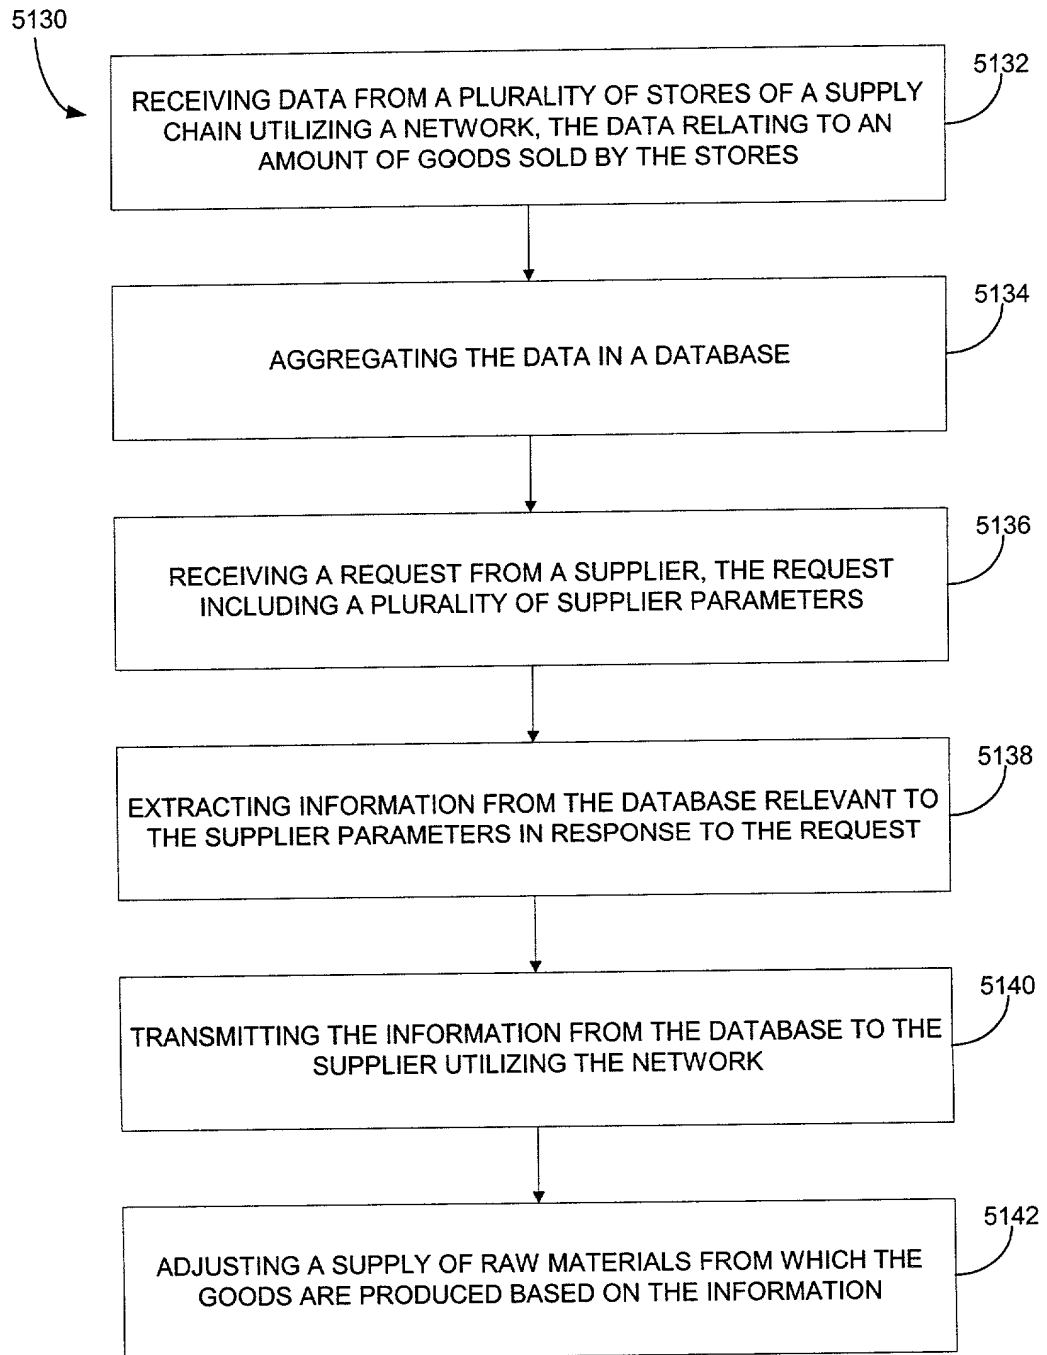 5130
5132
RECEIVING DATA FROM A PLURALITY OF STORES OF A SUPPLY
CHAIN UTILIZING A NETWORK, THE DATA RELATING TO AN
AMOUNT OF GOODS SOLD BY THE STORES
5134
AGGREGATING THE DATA IN A DATABASE
5136
RECEIVING A REQUEST FROM A SUPPLIER, THE REQUEST
INCLUDING A PLURALITY OF SUPPLIER PARAMETERS
5138
EXTRACTING INFORMATION FROM THE DATABASE RELEVANT TO
THE SUPPLIER PARAMETERS IN RESPONSE TO THE REQUEST
5140
TRANSMITTING THE INFORMATION FROM THE DATABASE TO THE
SUPPLIER UTILIZING THE NETWORK
5142
ADJUSTING A SUPPLY OF RAW MATERIALS FROM WHICH THE
GOODS ARE PRODUCED BASED ON THE INFORMATION